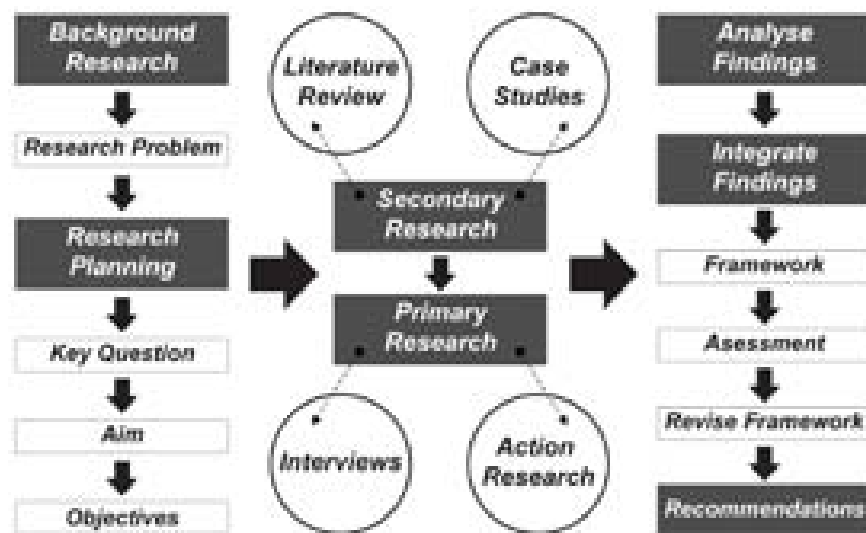 Background
Research
Research Problem
Research
Planning
Key Question
Aim
Objectives
Literature
Review
Case
Studies
Secondary
Research
Primary
Research
Interviews
Action
Research
Analyse
Findings
Integrate
Findings
Framework
Asessment
Revise Framework
Recommendations